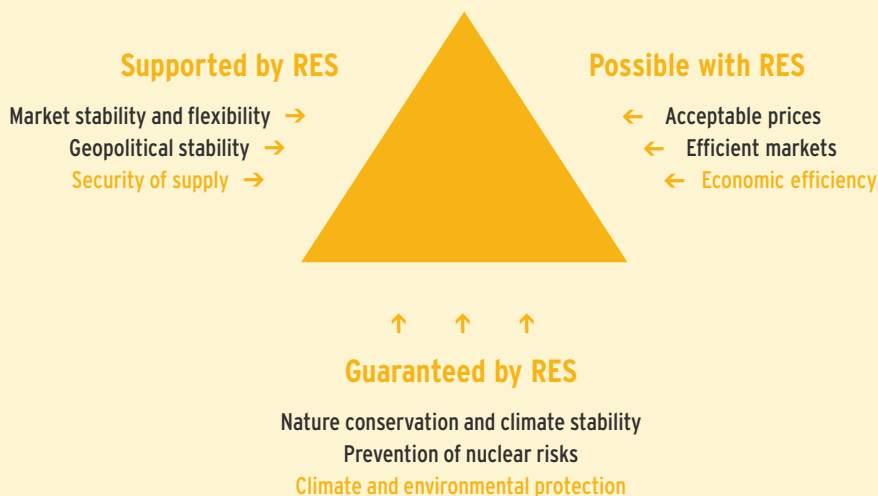 Supported by RES
Market stability and flexibility →
Geopolitical stability →
Security of supply →
Possible with RES
← Acceptable prices
← Efficient markets
← Economic efficiency
↑ ↑ ↑
Guaranteed by RES
Nature conservation and climate stability
Prevention of nuclear risks
Climate and environmental protection